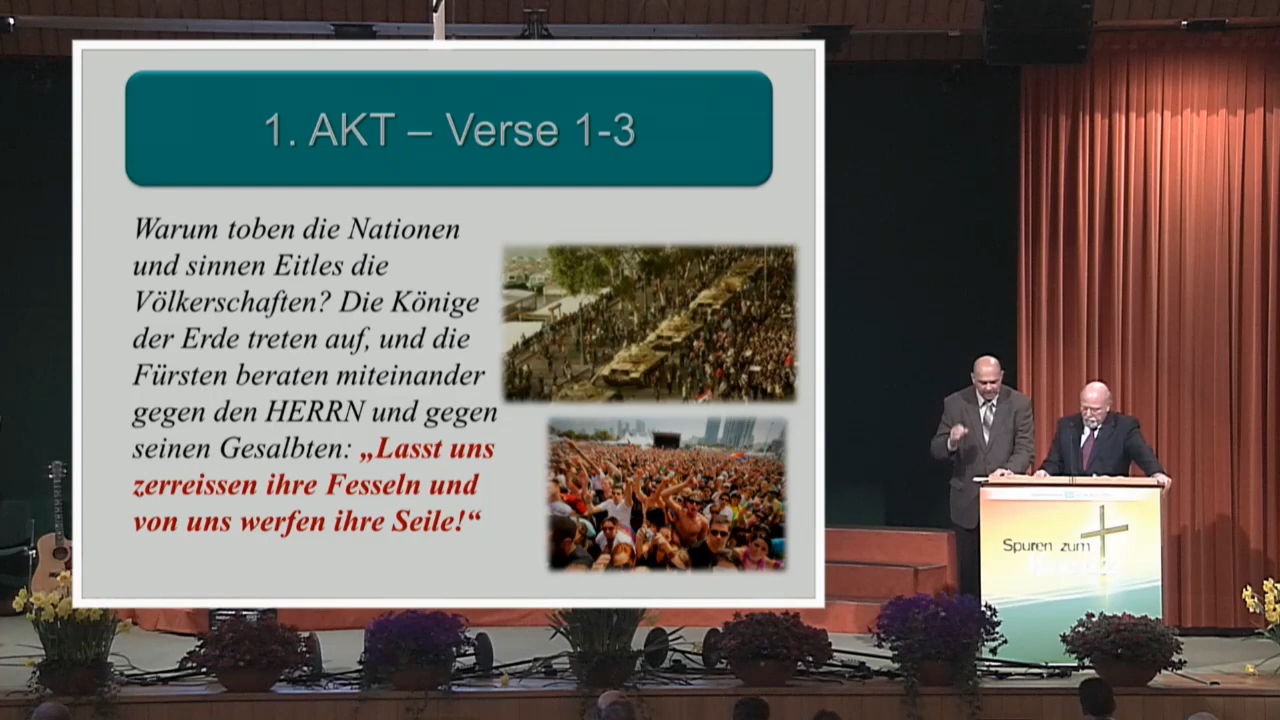 1. AKT – Verse 1-3
Warum toben die Nationen
und sinnen Eitles die
Völkerschaften? Die Könige
der Erde treten auf, und die
Fürsten beraten miteinander
gegen den HERRN und gegen
seinen Gesalbten: „Lasst uns
zerreissen ihre Fesseln und
von uns werfen ihre Seile!“
Spuren zum